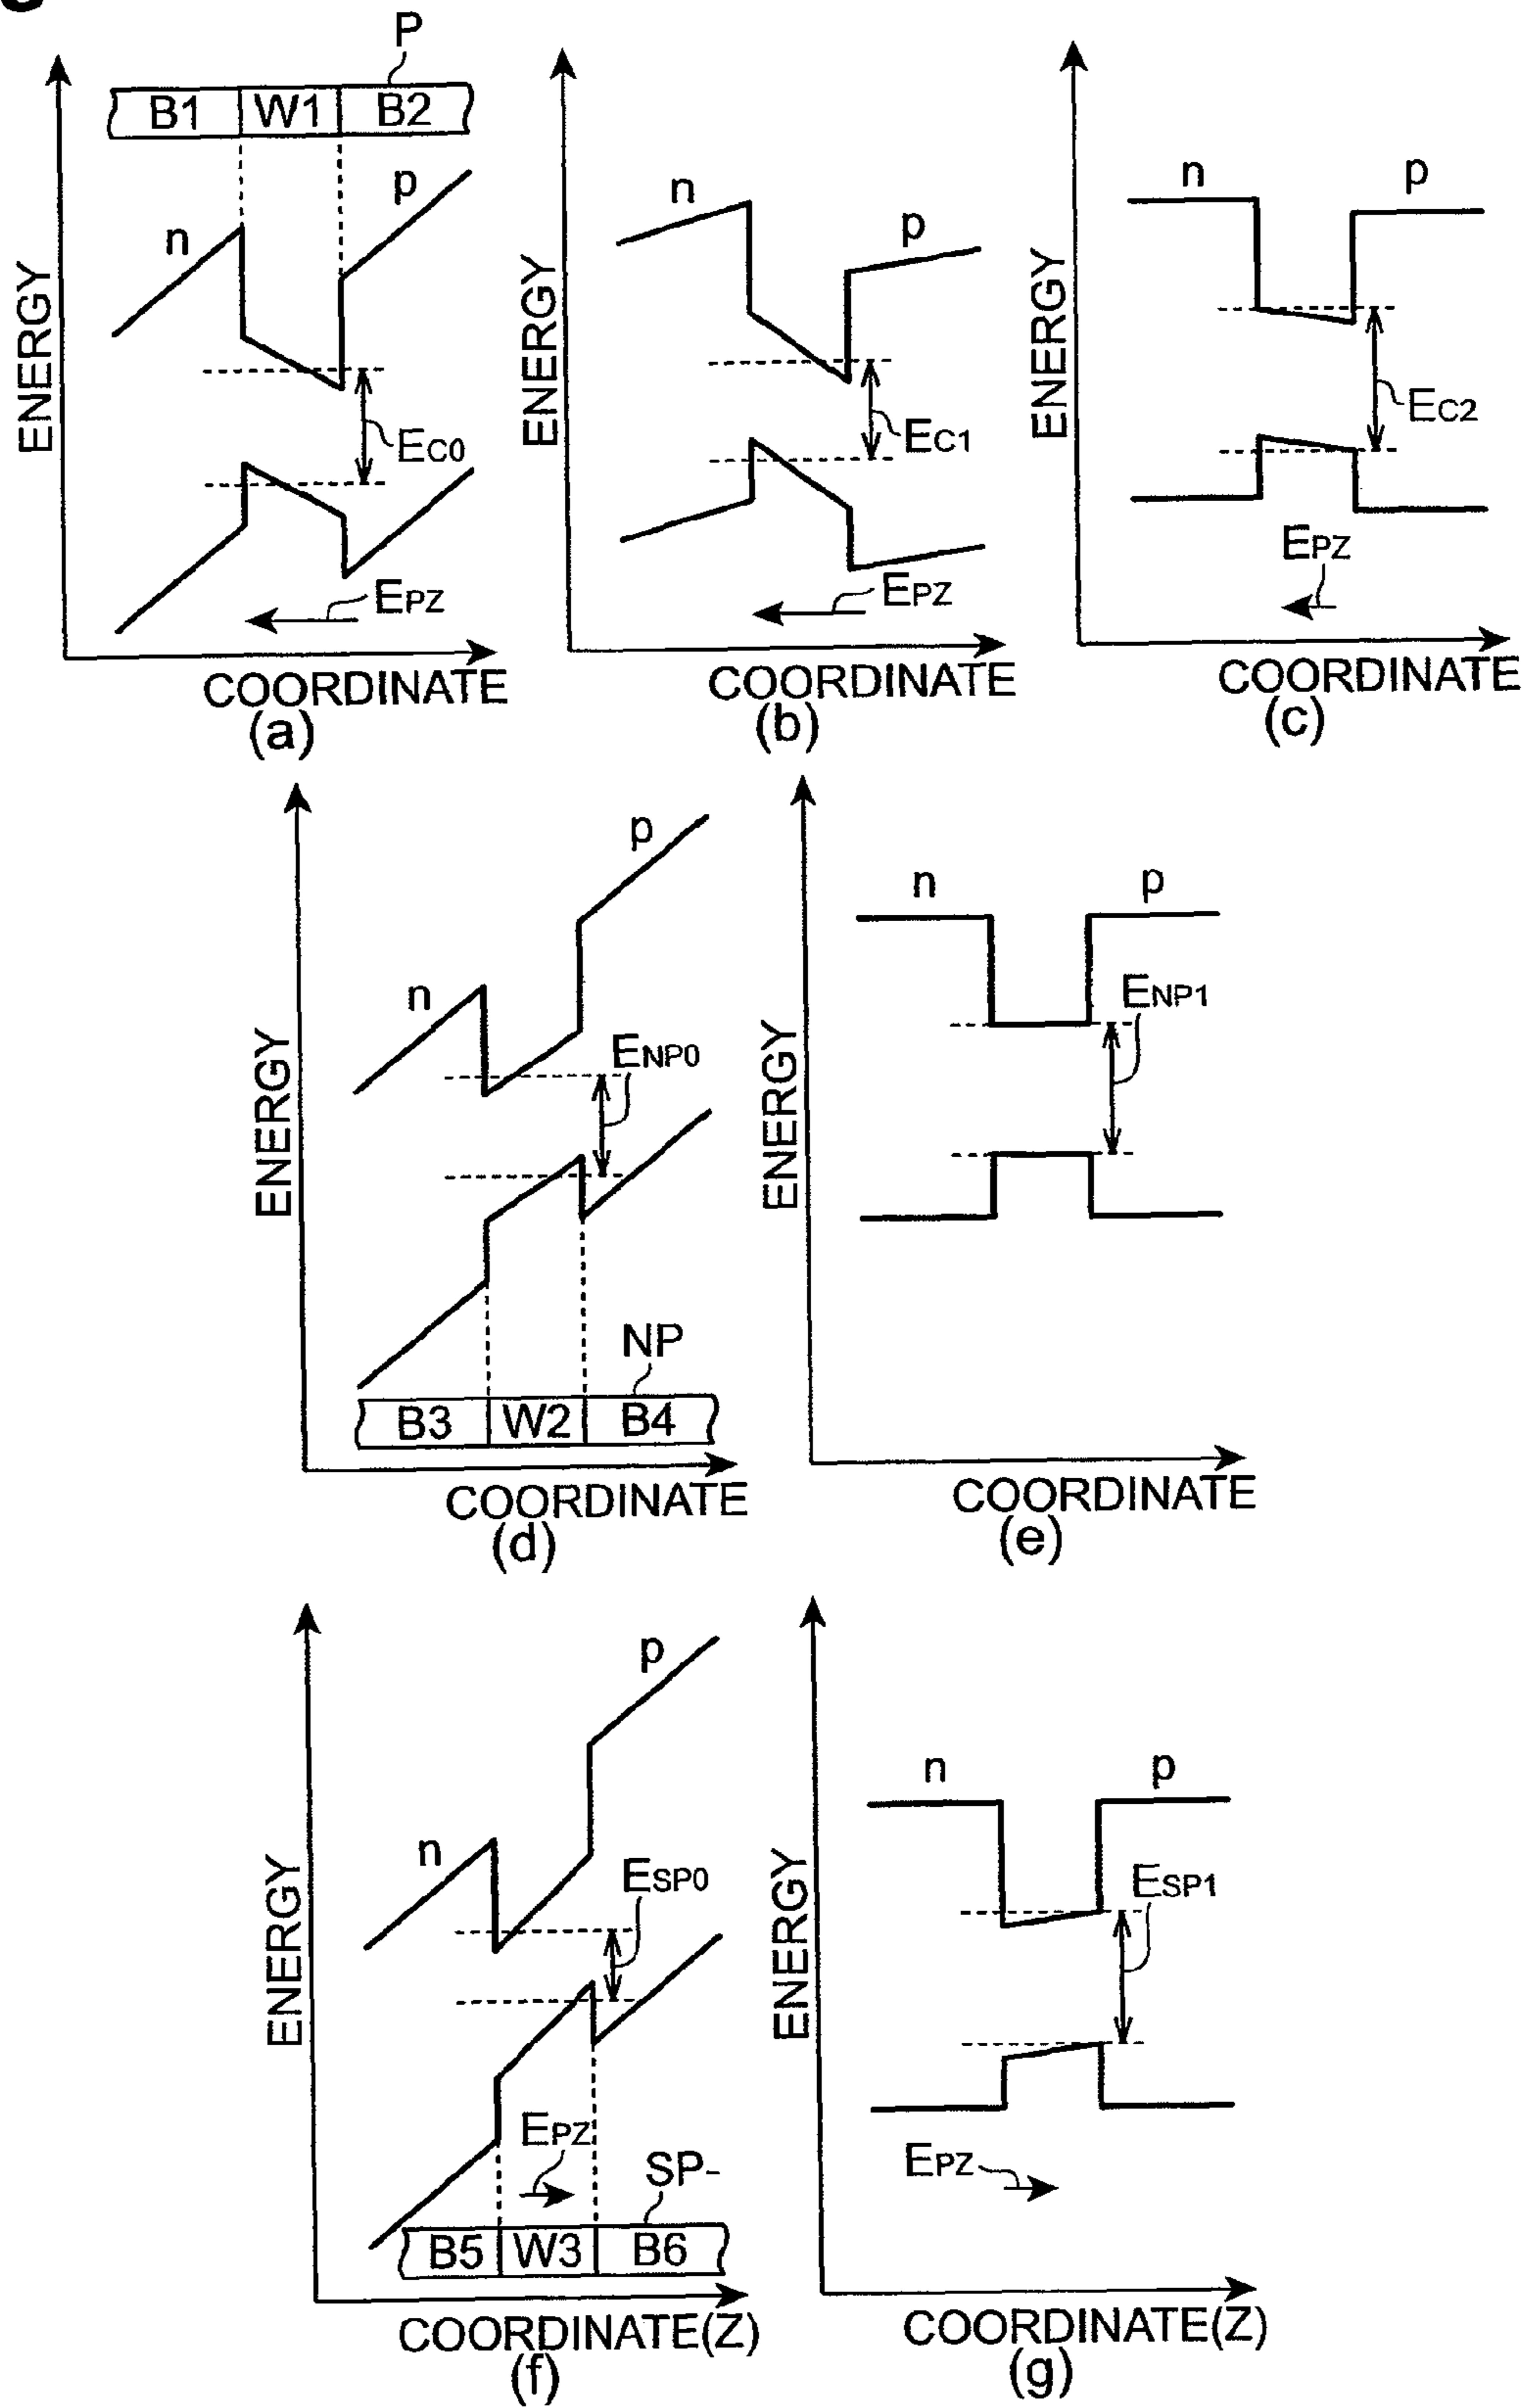 P
B1 W1 B2
n
p
ENERGY
EC0
EPZ
COORDINATE
(a)
n
p
ENERGY
EC1
EPZ
COORDINATE
(b)
n
p
ENERGY
EC2
EPZ
COORDINATE
(c)
p
n
ENP0
ENERGY
NP
B3 W2 B4
COORDINATE
(d)
n
p
ENP1
ENERGY
COORDINATE
(e)
p
n
ESP0
ENERGY
EPZ
SP-
B5 W3 B6
COORDINATE(Z)
(f)
n
p
ESP1
ENERGY
EPZ
COORDINATE(Z)
(g)